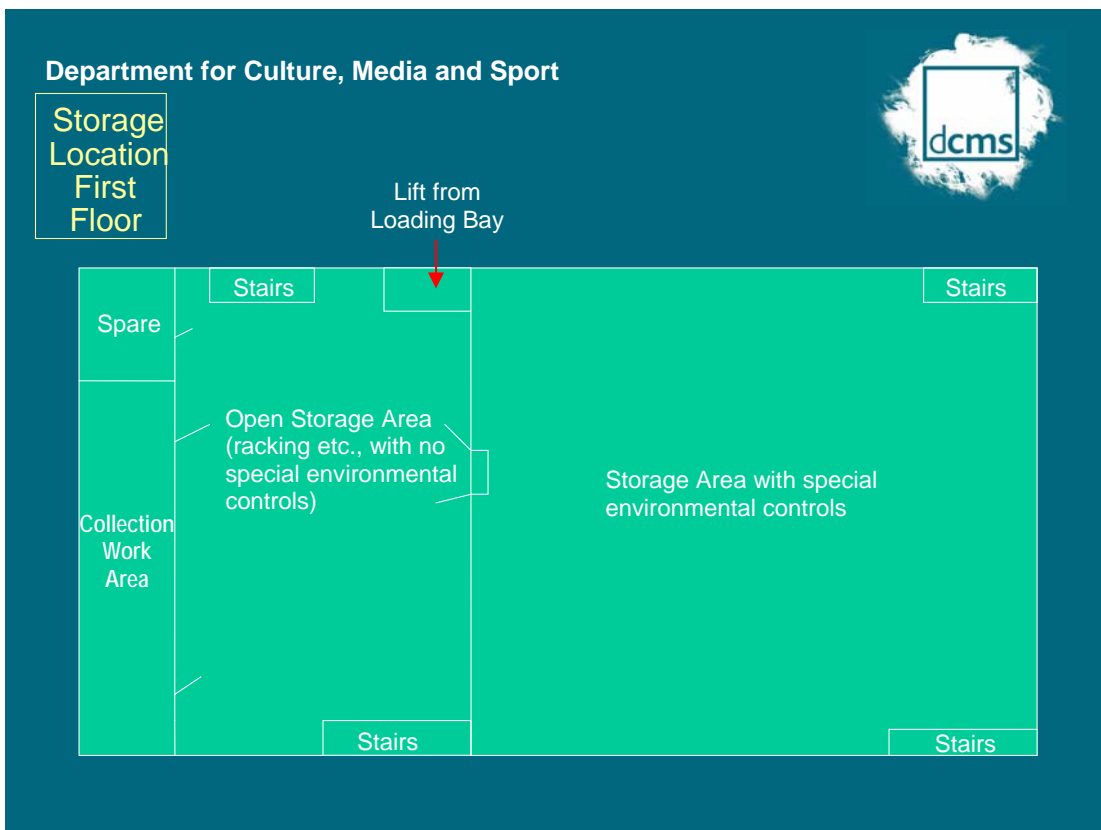 Department for Culture, Media and Sport
dcms
Storage
Location
First
Floor
Lift from
Loading Bay
Stairs
Stairs
Spare
Open Storage Area
(racking etc., with no
special environmental
controls)
Storage Area with special
environmental controls
Collection
Work
Area
Stairs
Stairs